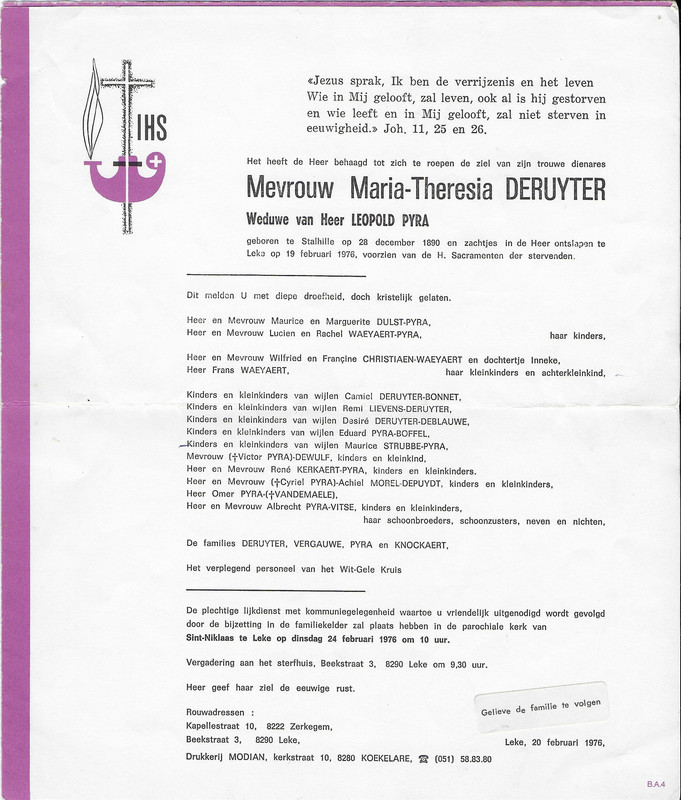 IHS
«Jezus sprak, Ik ben de verrijzenis en het leven
Wie in Mij gelooft, zal leven, ook al is hij gestorven
en wie leeft en in Mij gelooft, zal niet sterven in
eeuwigheid.» Joh. 11, 25 en 26.
Het heeft de Heer behaagd tot zich te roepen de ziel van zijn trouwe dienares
Mevrouw Maria-Theresia DERUYTER
Weduwe van Heer LEOPOLD PYRA
geboren te Stalhille op 28 december 1890 en zachtjes in de Heer ontslapen te
Leke op 19 februari 1976, voorzien van de H. Sacramenten der stervenden.
Dit melden U met diepe droefheid, doch kristelijk gelaten.
Heer en Mevrouw Maurice en Marguerite DULST-PYRA,
Heer en Mevrouw Lucien en Rachel WAEYAERT-PYRA, haar kinders,
Heer en Mevrouw Wilfried en Françine CHRISTIAEN-WAEYAERT en dochtertje Inneke,
Heer Frans WAEYAERT, haar kleinkinders en achterkleinkind,
Kinders en kleinkinders van wijlen Camiel DERUYTER-BONNET,
Kinders en kleinkinders van wijlen Remi LIEVENS-DERUYTER,
Kinders en kleinkinders van wijlen Desiré DERUYTER-DEBLAUWE,
Kinders en kleinkinders van wijlen Eduard PYRA-BOFFEL,
Kinders en kleinkinders van wijlen Maurice STRUBBE-PYRA,
Mevrouw (†Victor PYRA)-DEWULF, kinders en kleinkind,
Heer en Mevrouw René KERKAERT-PYRA, kinders en kleinkinders.
Heer en Mevrouw (†Cyriel PYRA)-Achiel MOREL-DEPUYDT, kinders en kleinkinders,
Heer Omer PYRA-(†VANDEMAELE),
Heer en Mevrouw Albrecht PYRA-VITSE, kinders en kleinkinders,
haar schoonbroeders, schoonzusters, neven en nichten,
De families DERUYTER, VERGAUWE, PYRA en KNOCKAERT,
Het verplegend personeel van het Wit-Gele Kruis
De plechtige lijkdienst met kommuniegelegenheid waartoe u vriendelijk uitgenodigd wordt gevolgd
door de bijzetting in de familiekelder zal plaats hebben in de parochiale kerk van
Sint-Niklaas te Leke op dinsdag 24 februari 1976 om 10 uur.
Vergadering aan het sterfhuis, Beekstraat 3, 8290 Leke om 9,30 uur.
Heer geef haar ziel de eeuwige rust.
Gelieve de familie te volgen
Rouwadressen :
Kapellestraat 10, 8222 Zerkegem,
Beekstraat 3, 8290 Leke, Leke, 20 februari 1976,
Drukkerij MODIAN, kerkstraat 10, 8280 KOEKELARE, ☎ (051) 58.83.80
B.A.4